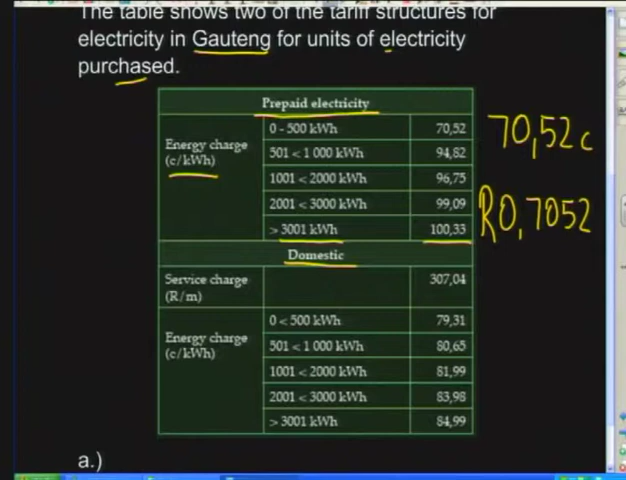 The table shows two of the tariff structures for
electricity in Gauteng for units of electricity
purchased.
Prepaid electricity
Energy charge
(c/kWh)
0 - 500 kWh 70,52
501 < 1 000 kWh 94,82
1001 < 2000 kWh 96,75
2001 < 3000 kWh 99,09
> 3001 kWh 100,33
70,52c
R0,7052
Domestic
Service charge
(R/m)
307,04
Energy charge
(c/kWh)
0 < 500 kWh 79,31
501 < 1 000 kWh 80,65
1001 < 2000 kWh 81,99
2001 < 3000 kWh 83,98
> 3001 kWh 84,99
a.)